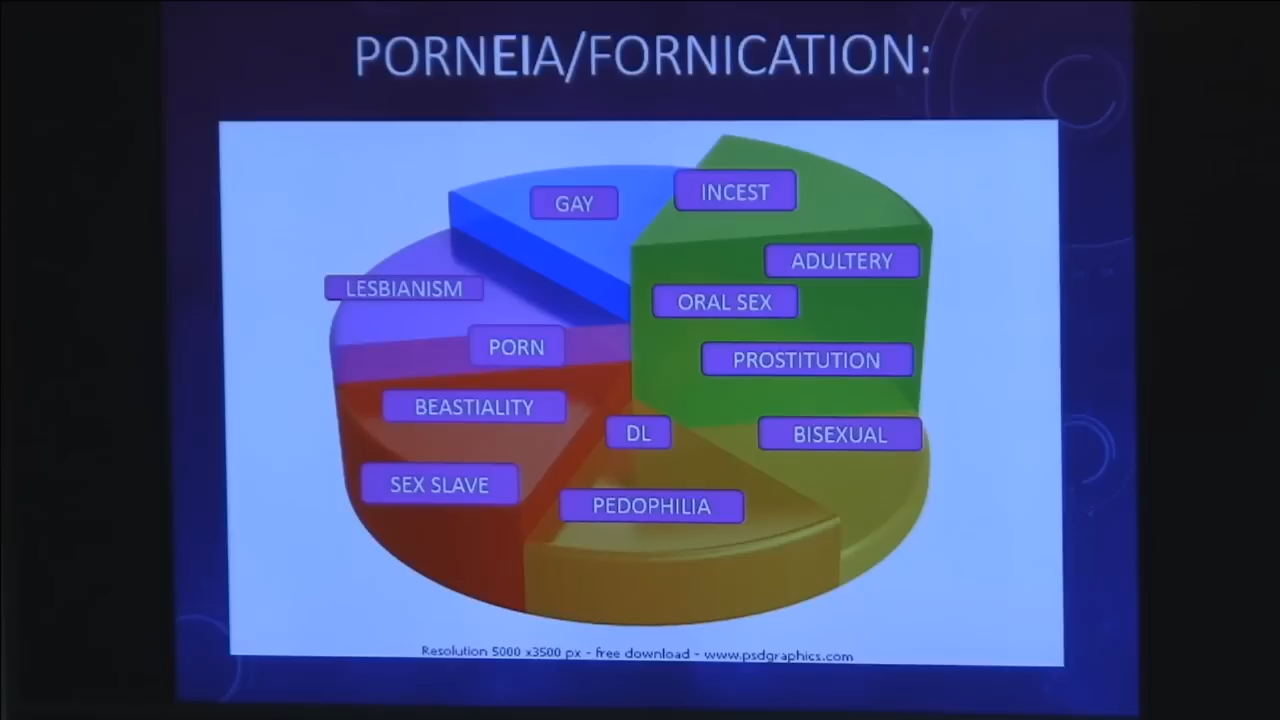 PORNEIA/FORNICATION:
GAY
INCEST
ADULTERY
LESBIANISM
ORAL SEX
PORN
PROSTITUTION
BEASTIALITY
DL
BISEXUAL
SEX SLAVE
PEDOPHILIA
Resolution 5000 x3500 px - free download - www.psdgraphics.com